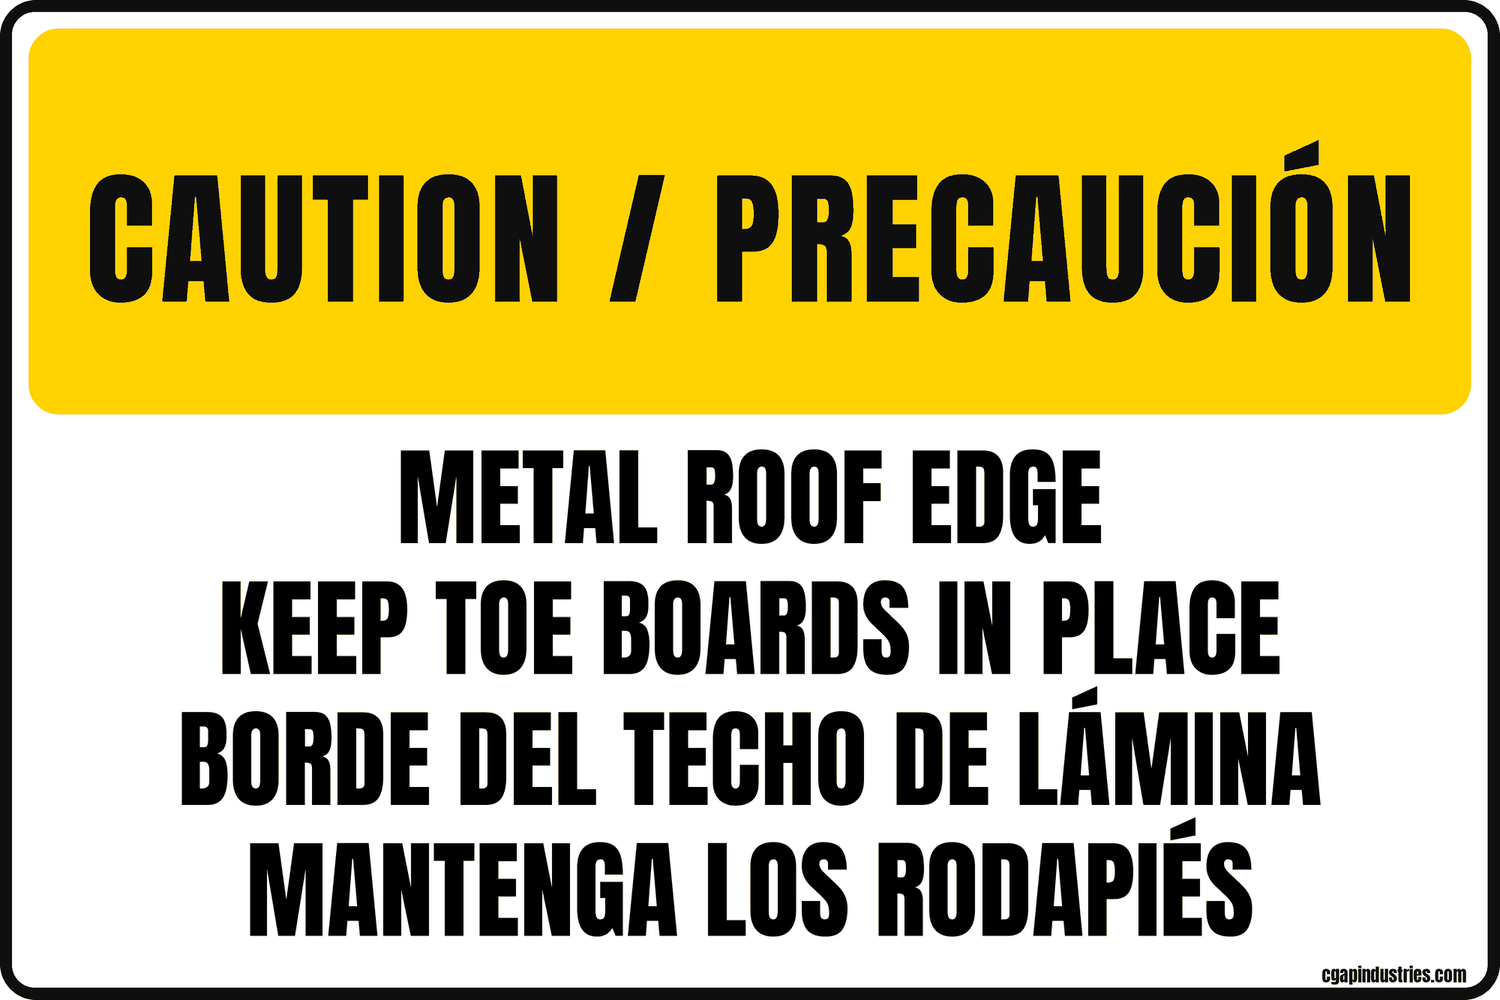 CAUTION / PRECAUCIÓN
METAL ROOF EDGE
KEEP TOE BOARDS IN PLACE
BORDE DEL TECHO DE LÁMINA
MANTENGA LOS RODAPIÉS
cgapindustries.com